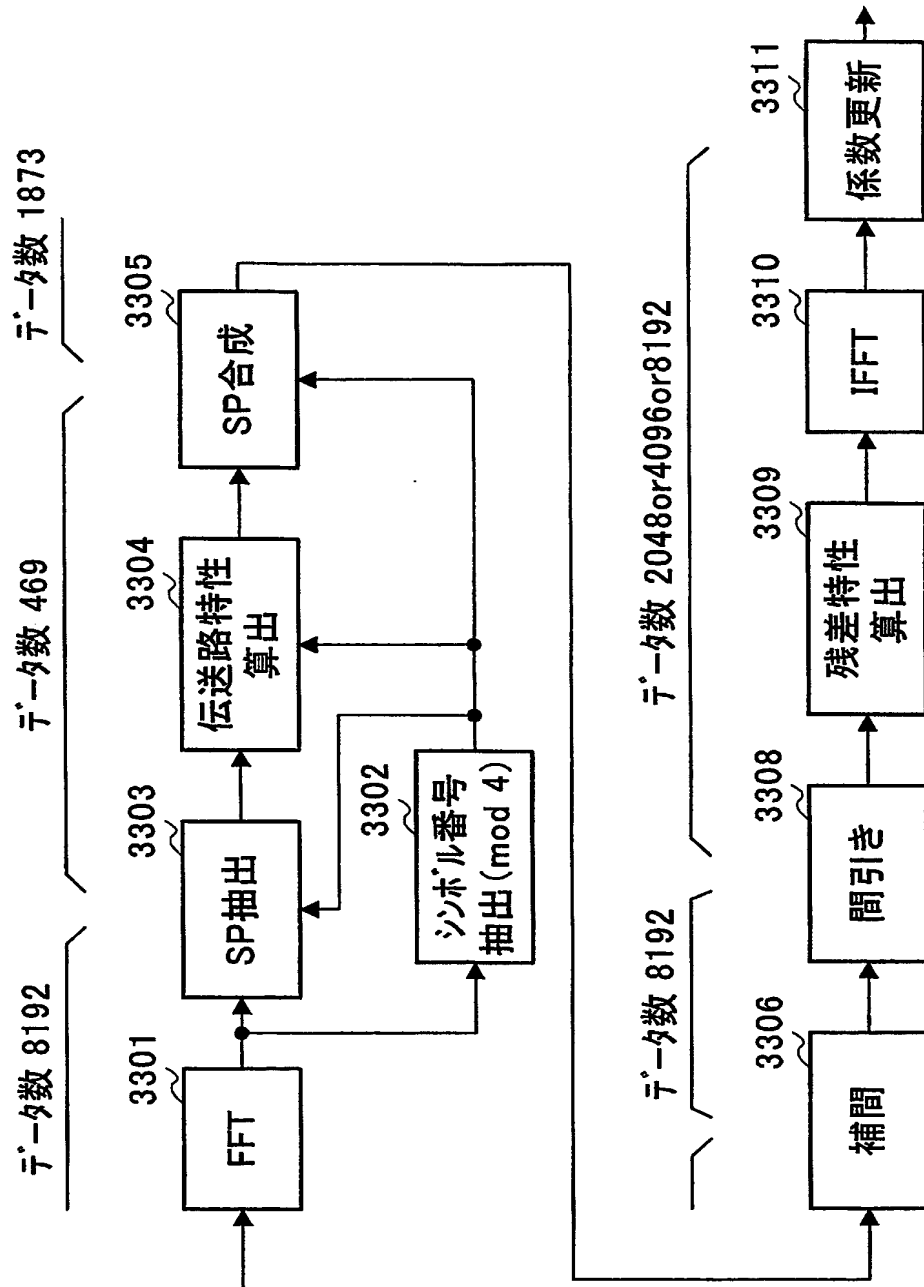 データ数 8192
データ数 469
データ数 1873
3301
FFT
3303
SP抽出
3304
伝送路特性
算出
3305
SP合成
3302
シンボル番号
抽出(mod 4)
データ数 8192
データ数 2048or4096or8192
3306
補間
3308
間引き
3309
残差特性
算出
3310
IFFT
3311
係数更新